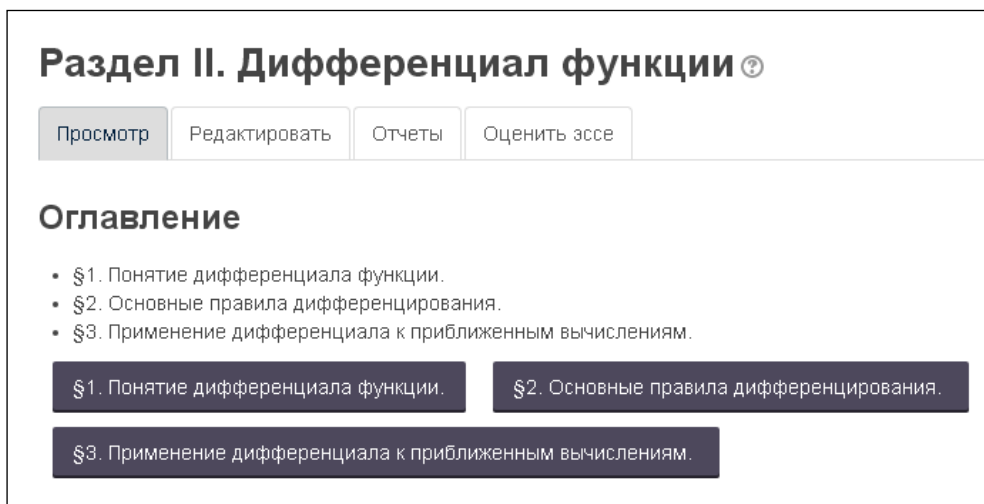 Раздел II. Дифференциал функции
Просмотр Редактировать Отчеты Оценить эссе
Оглавление
• §1. Понятие дифференциала функции.
• §2. Основные правила дифференцирования.
• §3. Применение дифференциала к приближенным вычислениям.
§1. Понятие дифференциала функции. §2. Основные правила дифференцирования.
§3. Применение дифференциала к приближенным вычислениям.